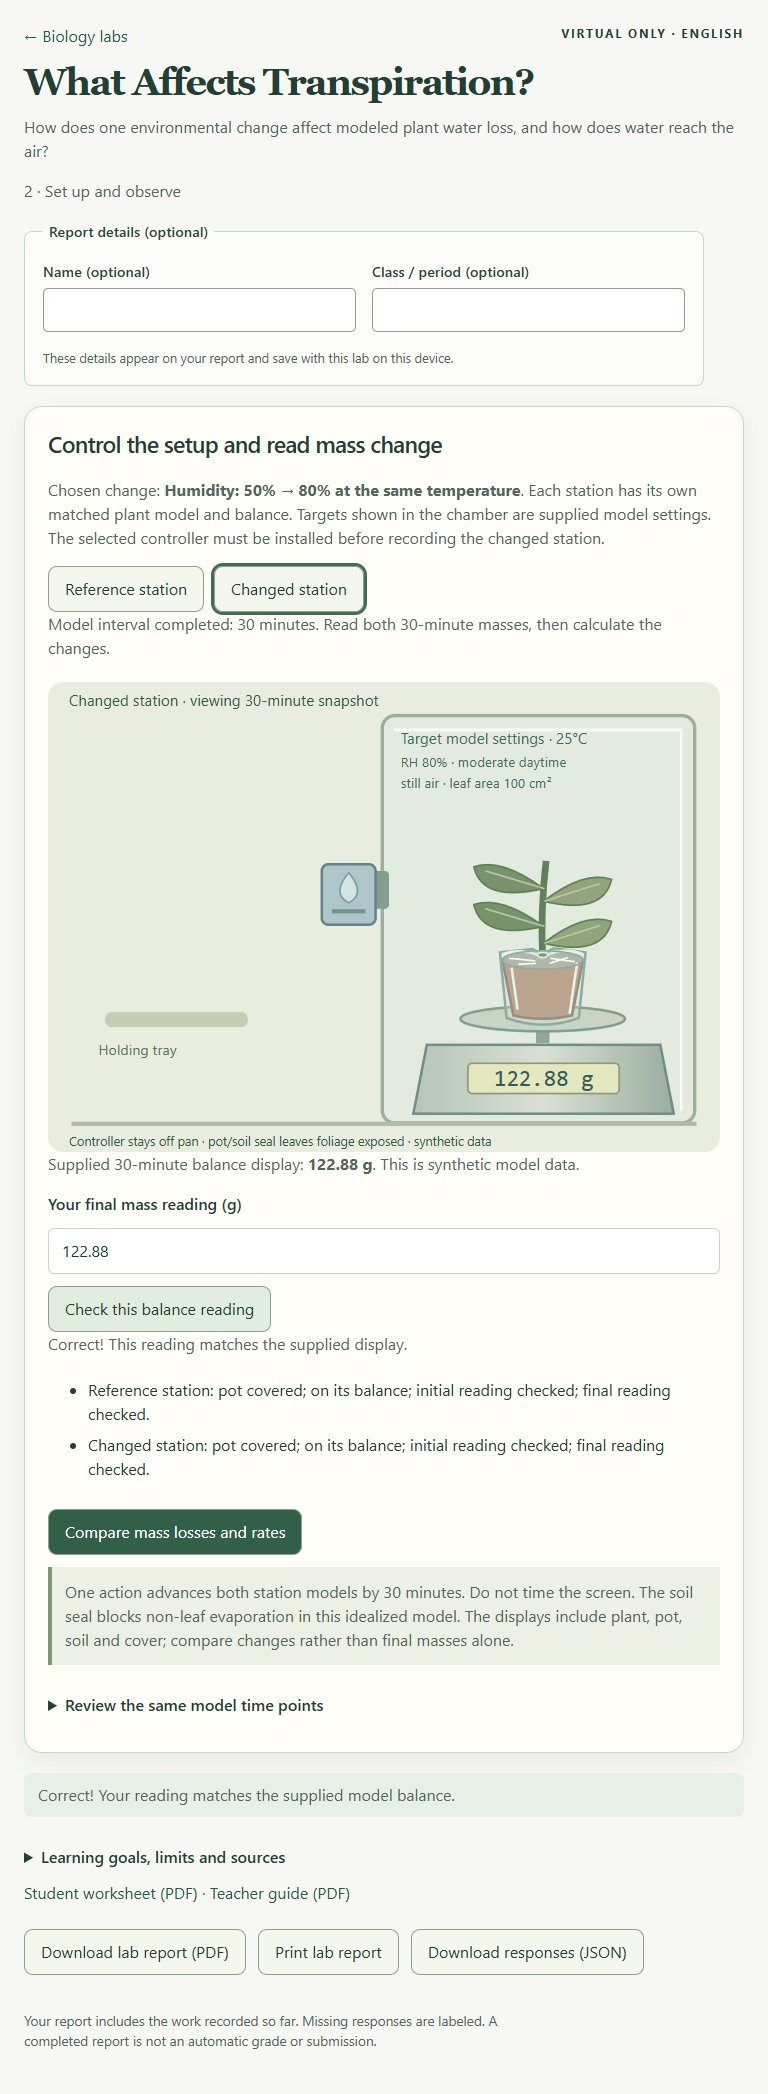 ← Biology labs
VIRTUAL ONLY · ENGLISH
What Affects Transpiration?
How does one environmental change affect modeled plant water loss, and how does water reach the
air?
2 · Set up and observe
Report details (optional)
Name (optional)
Class / period (optional)
These details appear on your report and save with this lab on this device.
Control the setup and read mass change
Chosen change: Humidity: 50% → 80% at the same temperature. Each station has its own
matched plant model and balance. Targets shown in the chamber are supplied model settings.
The selected controller must be installed before recording the changed station.
Reference station
Changed station
Model interval completed: 30 minutes. Read both 30-minute masses, then calculate the
changes.
Changed station · viewing 30-minute snapshot
Target model settings · 25°C
RH 80% · moderate daytime
still air · leaf area 100 cm²
Holding tray
122.88 g
Controller stays off pan · pot/soil seal leaves foliage exposed · synthetic data
Supplied 30-minute balance display: 122.88 g. This is synthetic model data.
Your final mass reading (g)
122.88
Check this balance reading
Correct! This reading matches the supplied display.
• Reference station: pot covered; on its balance; initial reading checked; final reading
checked.
• Changed station: pot covered; on its balance; initial reading checked; final reading
checked.
Compare mass losses and rates
One action advances both station models by 30 minutes. Do not time the screen. The soil
seal blocks non-leaf evaporation in this idealized model. The displays include plant, pot,
soil and cover; compare changes rather than final masses alone.
▶ Review the same model time points
Correct! Your reading matches the supplied model balance.
▶ Learning goals, limits and sources
Student worksheet (PDF) · Teacher guide (PDF)
Download lab report (PDF)
Print lab report
Download responses (JSON)
Your report includes the work recorded so far. Missing responses are labeled. A
completed report is not an automatic grade or submission.